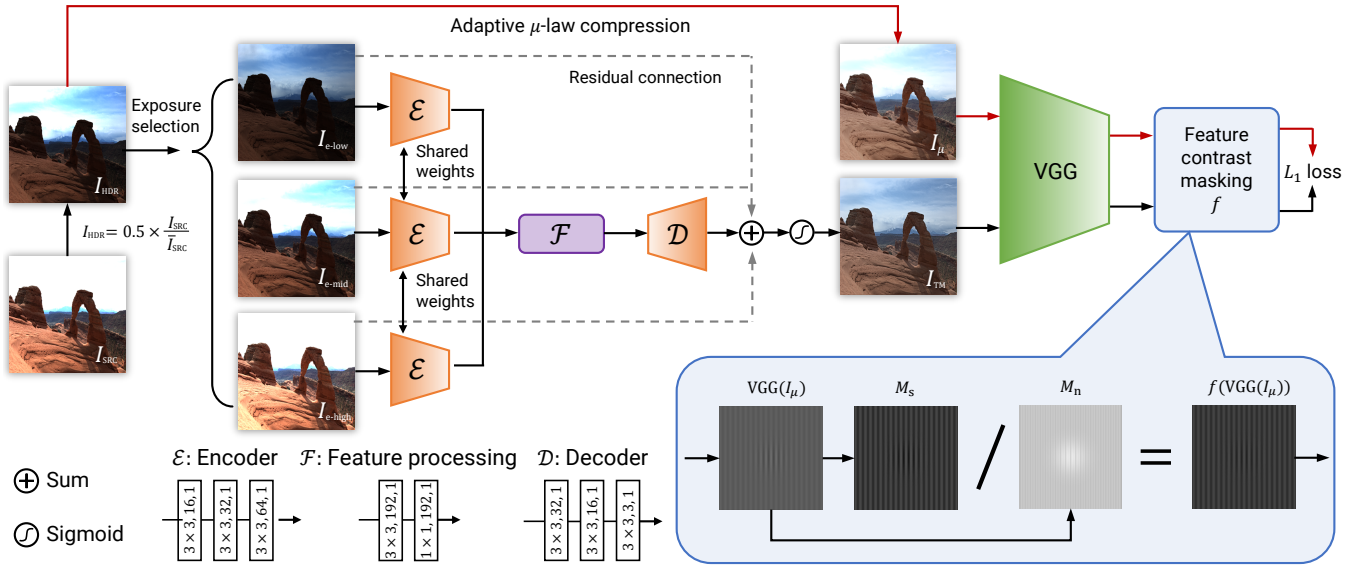 Adaptive μ-law compression
Residual connection
Exposure
selection
I_HDR
I_HDR = 0.5 × I_SRC / Ī_SRC
I_SRC
I_e-low
I_e-mid
I_e-high
ℰ
Shared
weights
ℰ
Shared
weights
ℰ
ℱ
𝒟
I_μ
I_TM
VGG
Feature
contrast
masking
f
L₁ loss
VGG(I_μ)
M_s
M_n
f(VGG(I_μ))
Sum
Sigmoid
ℰ: Encoder
3 × 3, 16, 1
3 × 3, 32, 1
3 × 3, 64, 1
ℱ: Feature processing
3 × 3, 192, 1
1 × 1, 192, 1
𝒟: Decoder
3 × 3, 32, 1
3 × 3, 16, 1
3 × 3, 3, 1